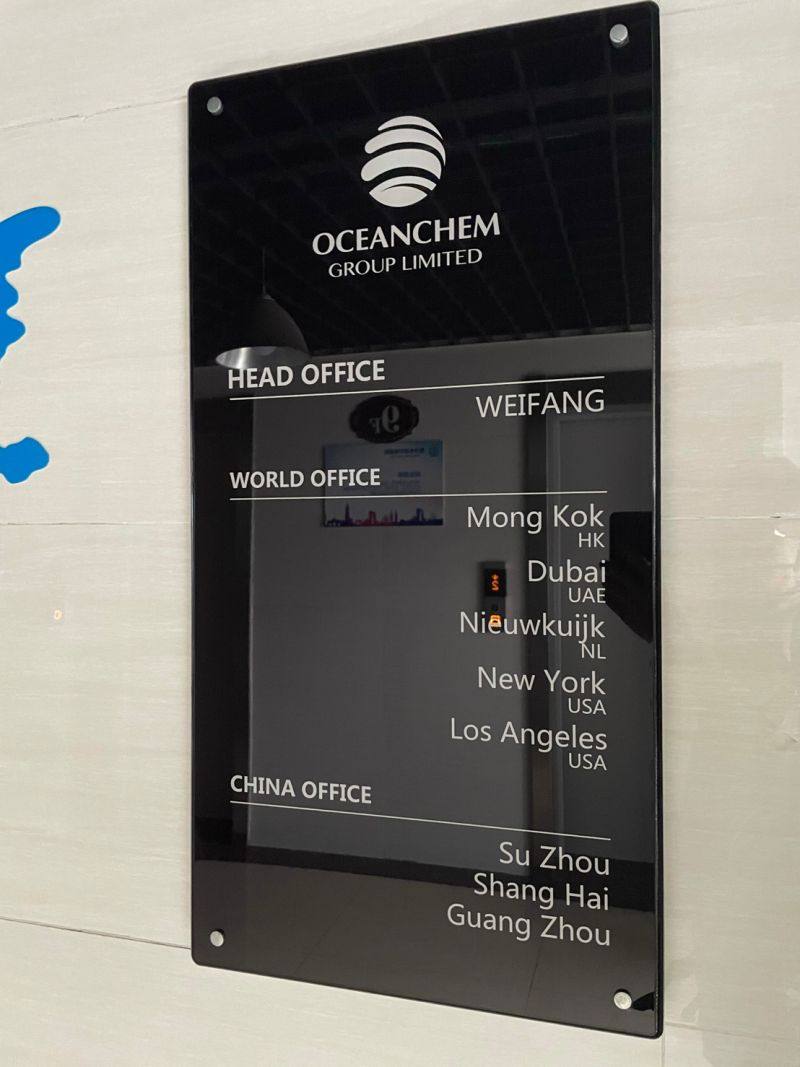 OCEANCHEM
GROUP LIMITED
HEAD OFFICE
WEIFANG
9F
WORLD OFFICE
Mong Kok
HK
Dubai
UAE
Nieuwkuijk
NL
New York
USA
Los Angeles
USA
CHINA OFFICE
Su Zhou
Shang Hai
Guang Zhou